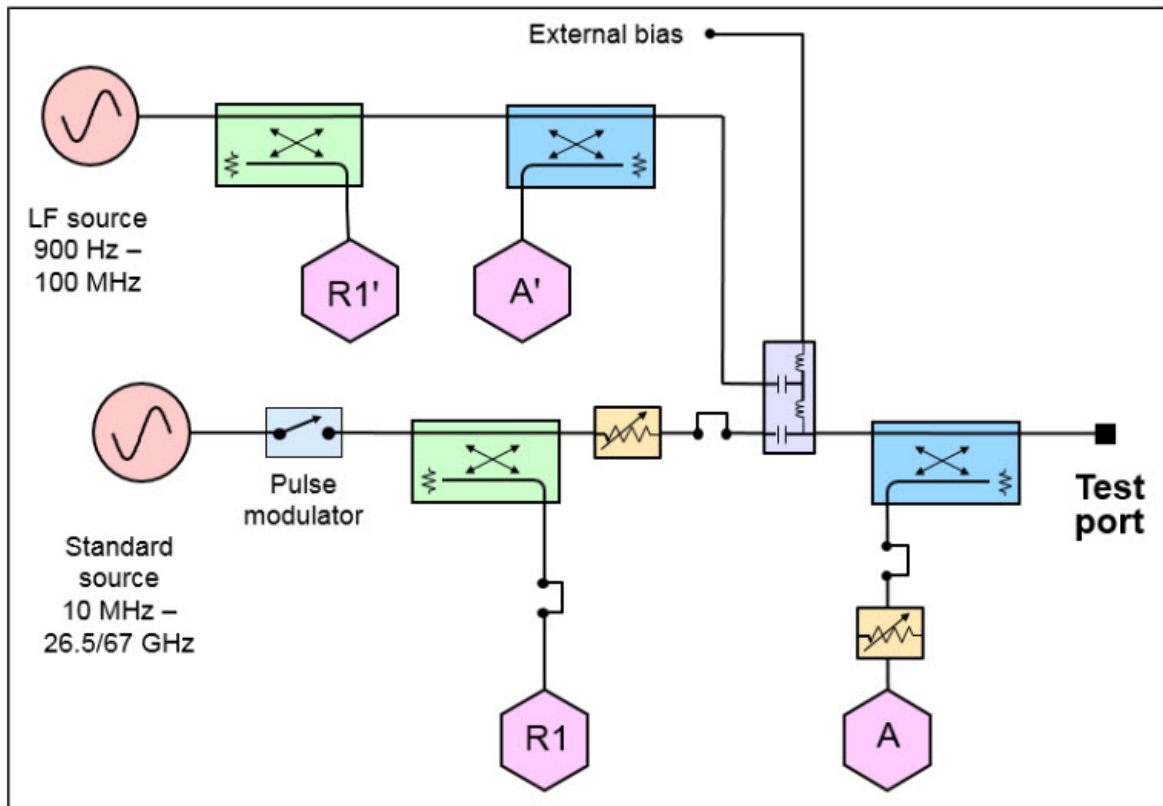 External bias
LF source
900 Hz –
100 MHz
R1'
A'
Pulse
modulator
Test
port
Standard
source
10 MHz –
26.5/67 GHz
R1
A